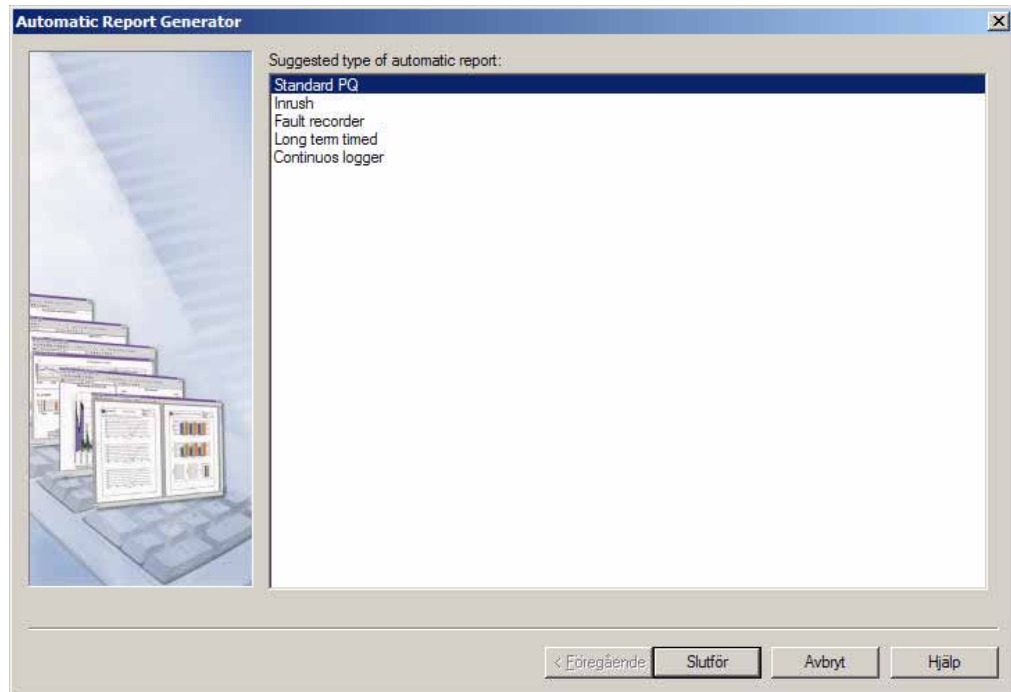 Automatic Report Generator
Suggested type of automatic report:
Standard PQ
Inrush
Fault recorder
Long term timed
Continuos logger
< Föregående
Slutför
Avbryt
Hjälp